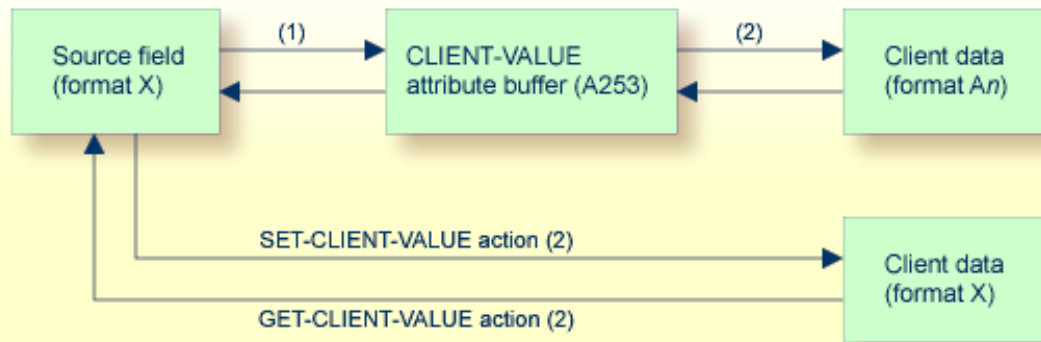 (1)
(2)
Source field
(format X)
CLIENT-VALUE
attribute buffer (A253)
Client data
(format An)
SET-CLIENT-VALUE action (2)
GET-CLIENT-VALUE action (2)
Client data
(format X)